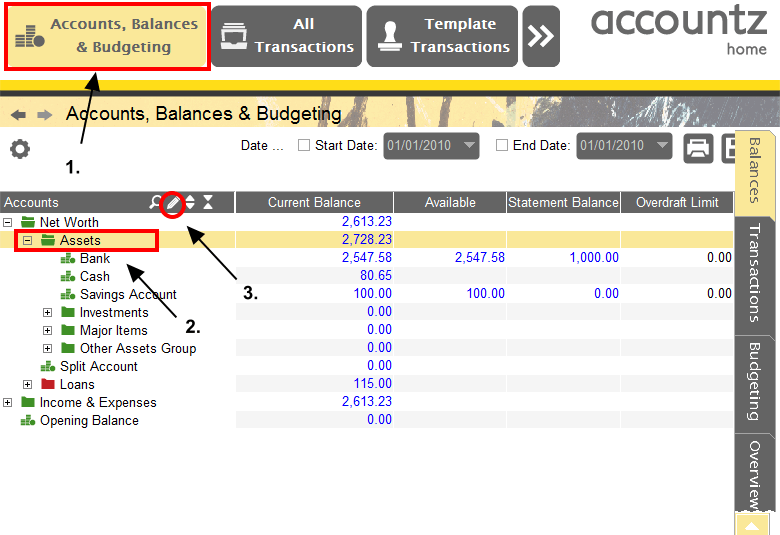 Accounts, Balances
& Budgeting
All
Transactions
Template
Transactions
accountz
home
Accounts, Balances & Budgeting
1.
Date ... Start Date: 01/01/2010 End Date: 01/01/2010
Accounts Current Balance Available Statement Balance Overdraft Limit
Net Worth 2,613.23
Assets 2,728.23
Bank 2,547.58 2,547.58 1,000.00 0.00
Cash 80.65
Savings Account 100.00 100.00 0.00 0.00
Investments 0.00
Major Items 0.00
Other Assets Group 0.00
Split Account 0.00
Loans 115.00
Income & Expenses 2,613.23
Opening Balance 0.00
2.
3.
Balances
Transactions
Budgeting
Overview